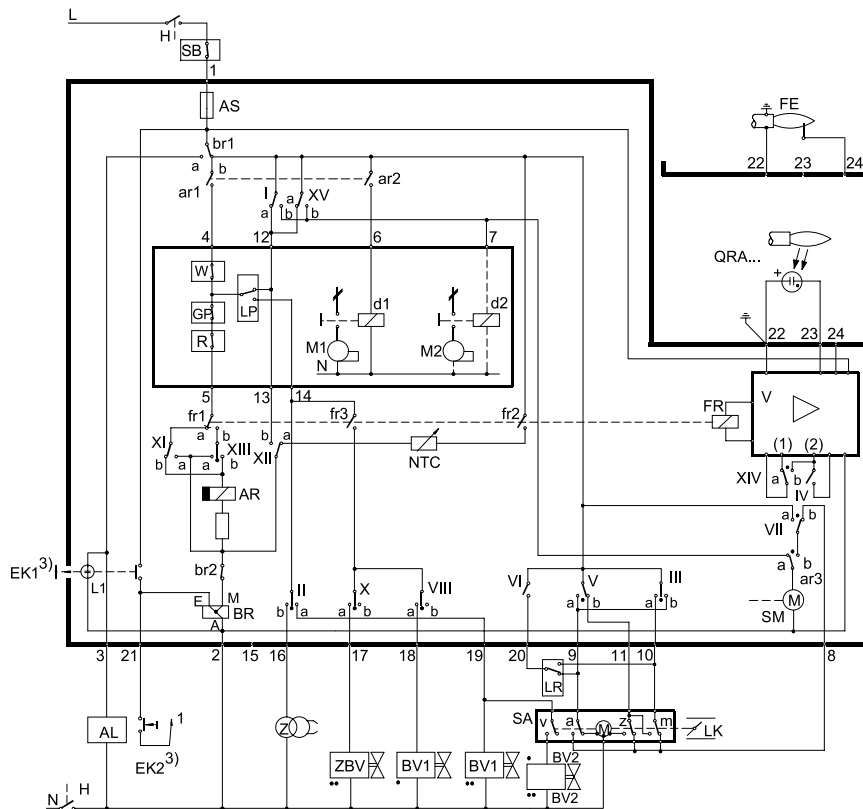 L
H
SB
1
AS
FE
br1
a b
22 23 24
ar1
I
a b
a
XV
b
ar2
4 12 6 7
QRA...
+
W
LP
GP
R
d1
d2
M1
M2
N
22 23 24
V
FR
5 13 14
fr1
fr3
fr2
a b
XI
b
a
XIII
b
b a
XII
NTC
(1) (2)
XIV
a b
IV
AR
a b
VII
EK1 3)
L1
br2
a b
ar3
E M
BR
A
II
b a
X
a b
VIII
a b
VI
V
a b
III
a b
M
SM
3 21 2 15 16 17 18 19 20 9 11 10 8
LR
SA
v a M z m
LK
AL
1
EK2 3)
Z
ZBV
BV1
BV1
BV2
BV2
N
H